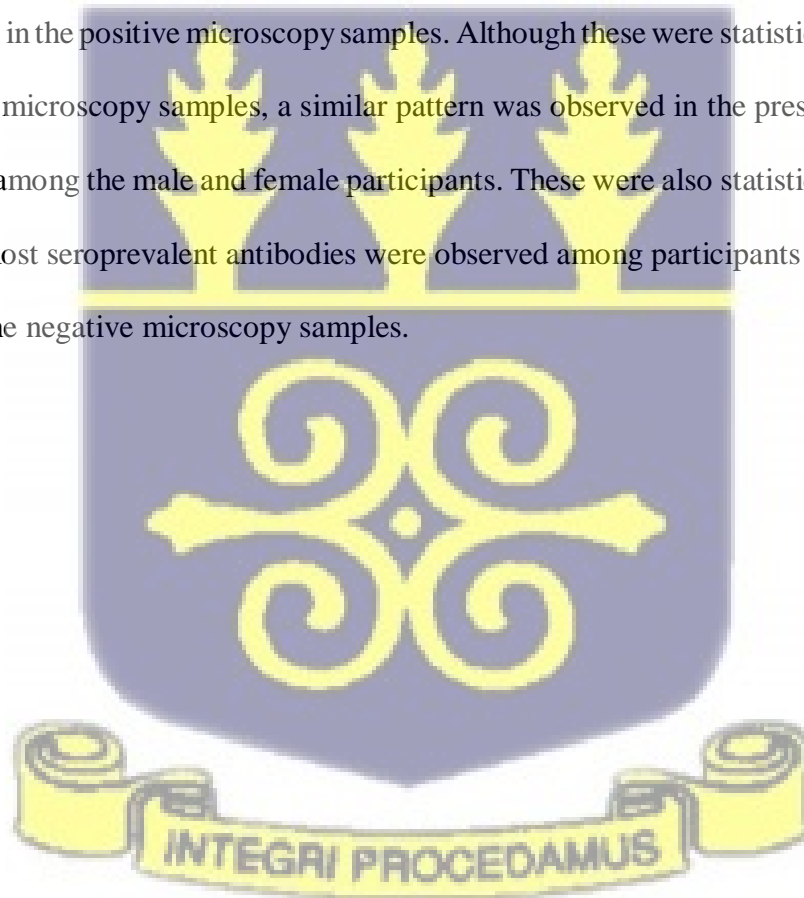 in the positive microscopy samples. Although these were statistic
microscopy samples, a similar pattern was observed in the pres
among the male and female participants. These were also statistic
ost seroprevalent antibodies were observed among participants
e negative microscopy samples.
INTEGRI PROCEDAMUS